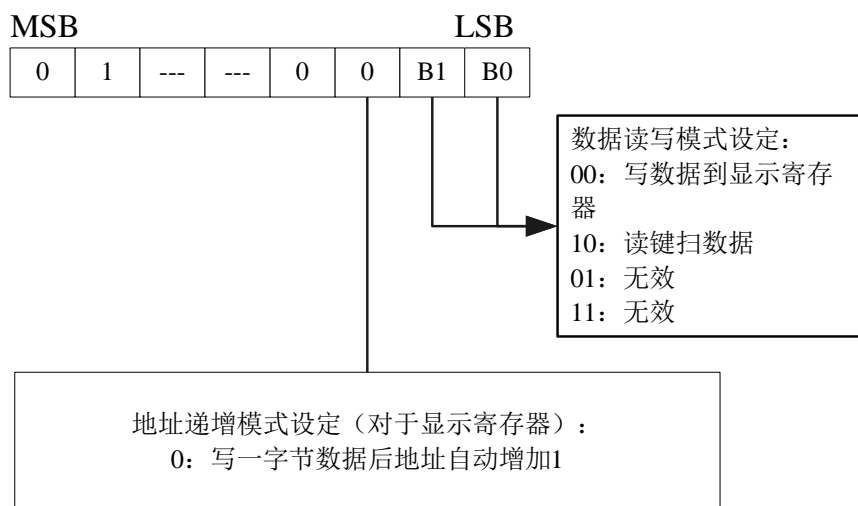 MSB LSB
0 1 --- --- 0 0 B1 B0
数据读写模式设定：
00：写数据到显示寄存
器
10：读键扫数据
01：无效
11：无效
地址递增模式设定（对于显示寄存器）：
0：写一字节数据后地址自动增加1